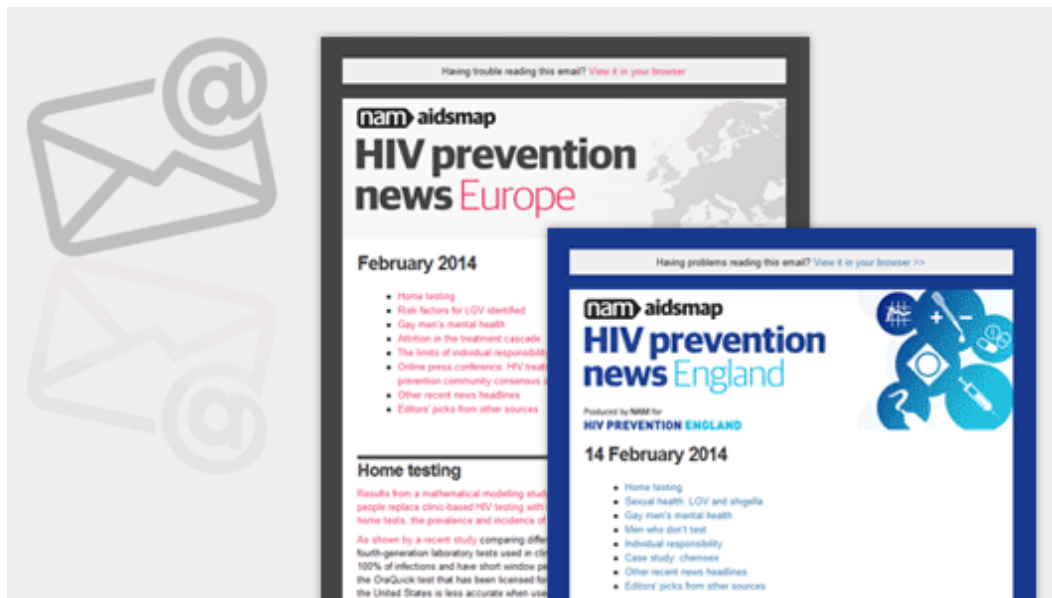 @
Having trouble reading this email? View it in your browser
nam aidsmap
HIV prevention
news Europe
February 2014
Home testing
Risk factors for LGV identified
Gay men's mental health
Attrition in the treatment cascade
The limits of individual responsibility
Online press conference: HIV
prevention community consensus
Other recent news headlines
Editors' picks from other sources
Home testing
Results from a mathematical modelling study
people replace clinic-based HIV testing with
home tests, the prevalence and incidence of
As shown by a recent study comparing
fourth-generation laboratory tests used in
100% of infections and have short window
the OraQuick test that has been licensed for
the United States is less accurate when
Having problems reading this email? View it in your browser >>
nam aidsmap
HIV prevention
news England
Produced by NAM for
HIV PREVENTION ENGLAND
14 February 2014
Home testing
Sexual health: LGV and shigella
Gay men's mental health
Men who don't test
Individual responsibility
Case study: chemsex
Other recent news headlines
Editors' picks from other sources